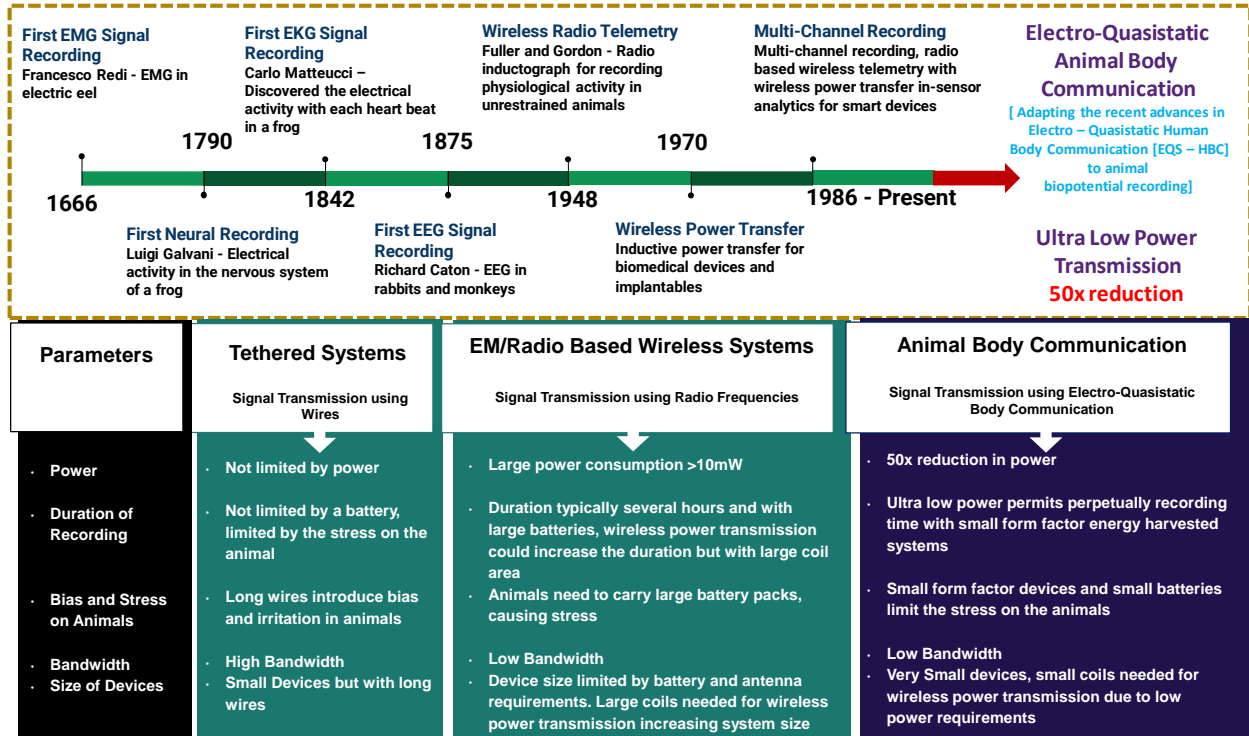 First EMG Signal
Recording
Francesco Redi - EMG in
electric eel
First EKG Signal
Recording
Carlo Matteucci –
Discovered the electrical
activity with each heart beat
in a frog
Wireless Radio Telemetry
Fuller and Gordon - Radio
inductograph for recording
physiological activity in
unrestrained animals
Multi-Channel Recording
Multi-channel recording, radio
based wireless telemetry with
wireless power transfer in-sensor
analytics for smart devices
Electro-Quasistatic
Animal Body
Communication
[ Adapting the recent advances in
Electro – Quasistatic Human
Body Communication [EQS – HBC]
to animal
biopotential recording]
1790
1875
1970
1666
1842
1948
1986 - Present
First Neural Recording
Luigi Galvani - Electrical
activity in the nervous system
of a frog
First EEG Signal
Recording
Richard Caton - EEG in
rabbits and monkeys
Wireless Power Transfer
Inductive power transfer for
biomedical devices and
implantables
Ultra Low Power
Transmission
50x reduction
Parameters
Tethered Systems
Signal Transmission using
Wires
EM/Radio Based Wireless Systems
Signal Transmission using Radio Frequencies
Animal Body Communication
Signal Transmission using Electro-Quasistatic
Body Communication
· Power
· Duration of
Recording
· Bias and Stress
on Animals
· Bandwidth
· Size of Devices
· Not limited by power
· Not limited by a battery,
limited by the stress on the
animal
· Long wires introduce bias
and irritation in animals
· High Bandwidth
· Small Devices but with long
wires
· Large power consumption >10mW
· Duration typically several hours and with
large batteries, wireless power transmission
could increase the duration but with large coil
area
· Animals need to carry large battery packs,
causing stress
· Low Bandwidth
· Device size limited by battery and antenna
requirements. Large coils needed for wireless
power transmission increasing system size
· 50x reduction in power
· Ultra low power permits perpetually recording
time with small form factor energy harvested
systems
· Small form factor devices and small batteries
limit the stress on the animals
· Low Bandwidth
· Very Small devices, small coils needed for
wireless power transmission due to low
power requirements